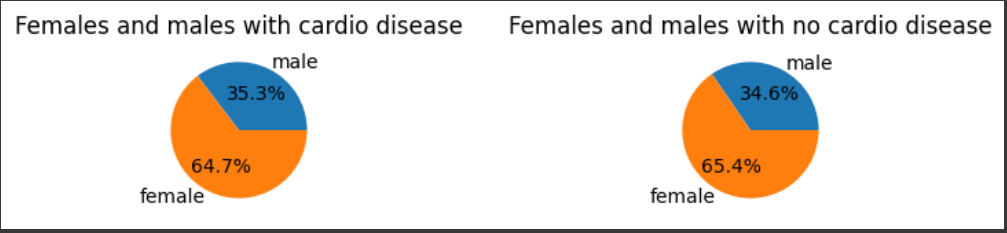 Females and males with cardio disease
male
35.3%
64.7%
female
Females and males with no cardio disease
male
34.6%
65.4%
female